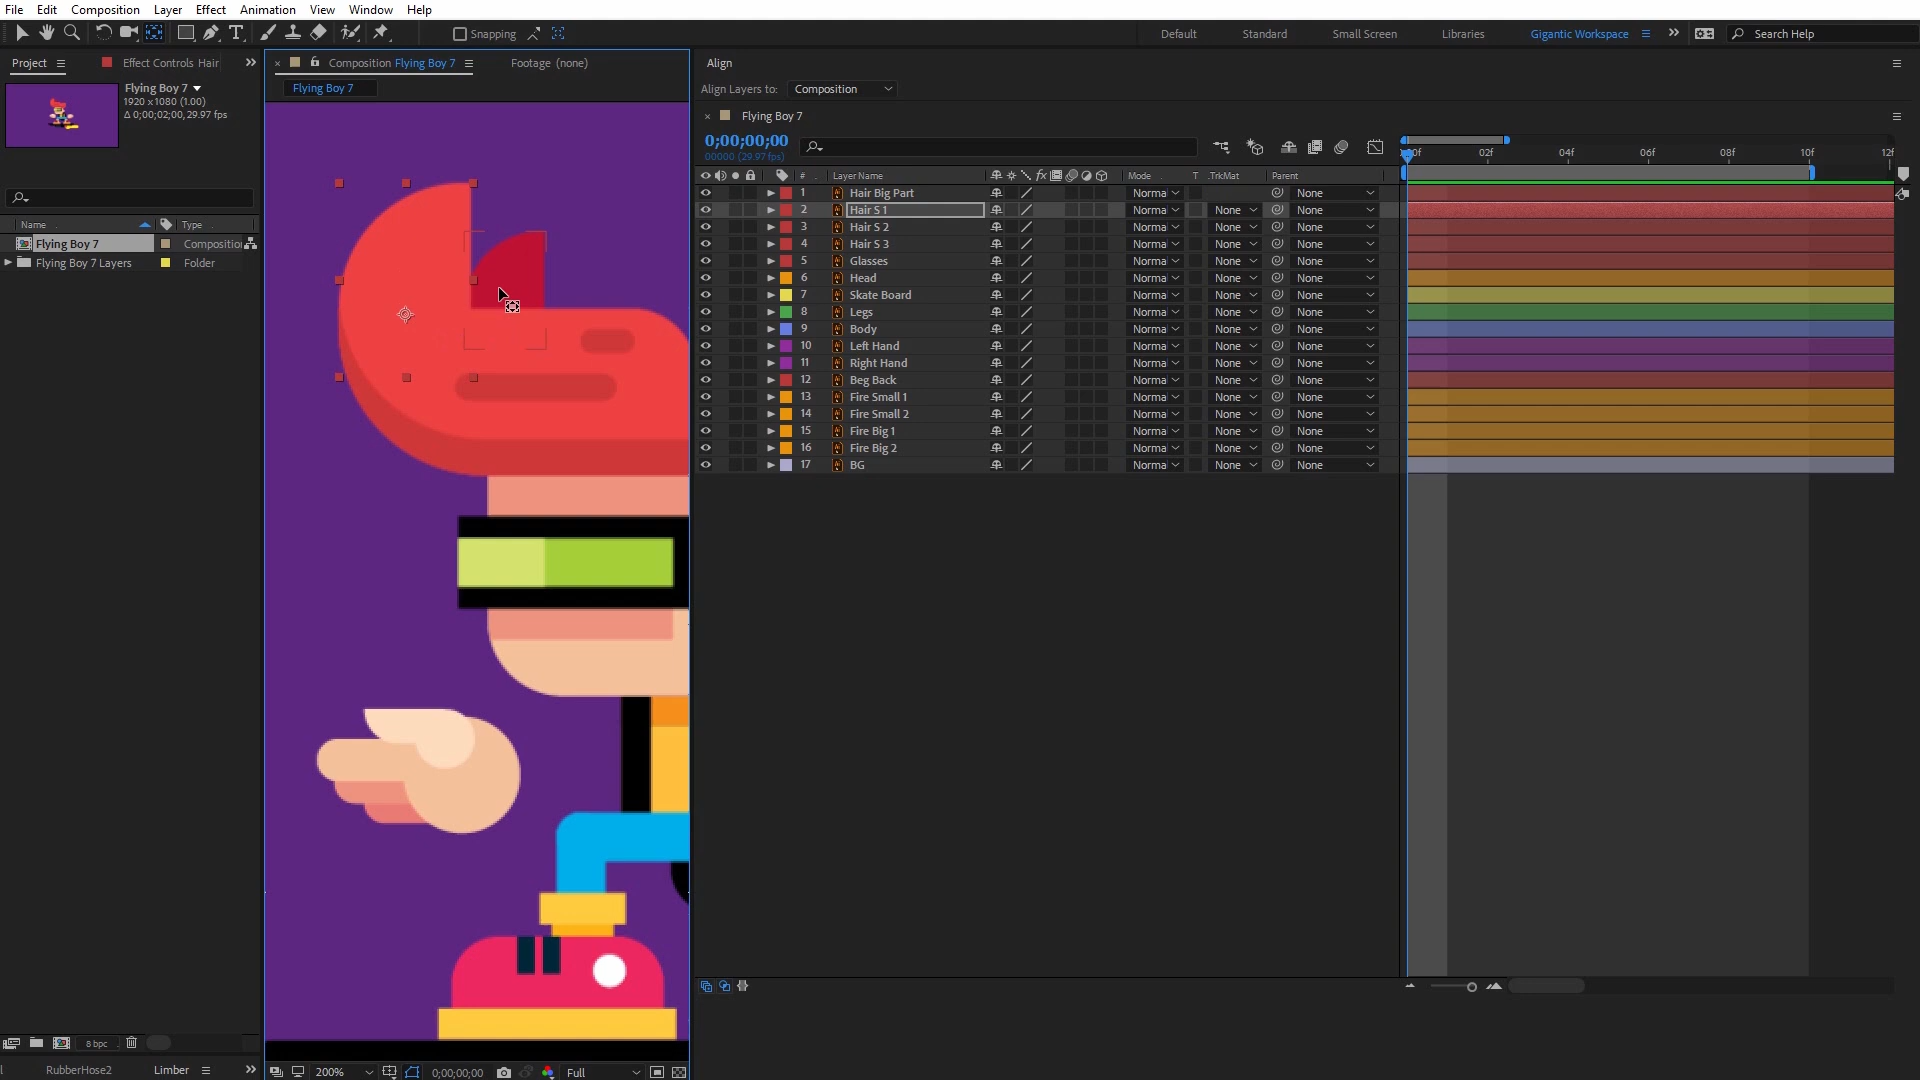 File Edit Composition Layer Effect Animation View Window Help
Snapping
Default Standard Small Screen Libraries Gigantic Workspace Search Help
Project Effect Controls Hair
Composition Flying Boy 7
Footage (none)
Align
Flying Boy 7
1920 x1080 (1.00)
Δ 0;00;02;00, 29.97 fps
Flying Boy 7
Align Layers to: Composition
Flying Boy 7
0;00;00;00
00000 (29.97 fps)
02f 04f 06f 08f 10f 12f
# Layer Name fx Mode T .TrkMat Parent
Name Type
Flying Boy 7 Compositio
Flying Boy 7 Layers Folder
1 Hair Big Part Norma None
2 Hair S 1 Norma None None
3 Hair S 2 Norma None None
4 Hair S 3 Norma None None
5 Glasses Norma None None
6 Head Norma None None
7 Skate Board Norma None None
8 Legs Norma None None
9 Body Norma None None
10 Left Hand Norma None None
11 Right Hand Norma None None
12 Beg Back Norma None None
13 Fire Small 1 Norma None None
14 Fire Small 2 Norma None None
15 Fire Big 1 Norma None None
16 Fire Big 2 Norma None None
17 BG Norma None None
8 bpc
RubberHose2 Limber
200% 0;00;00;00 Full